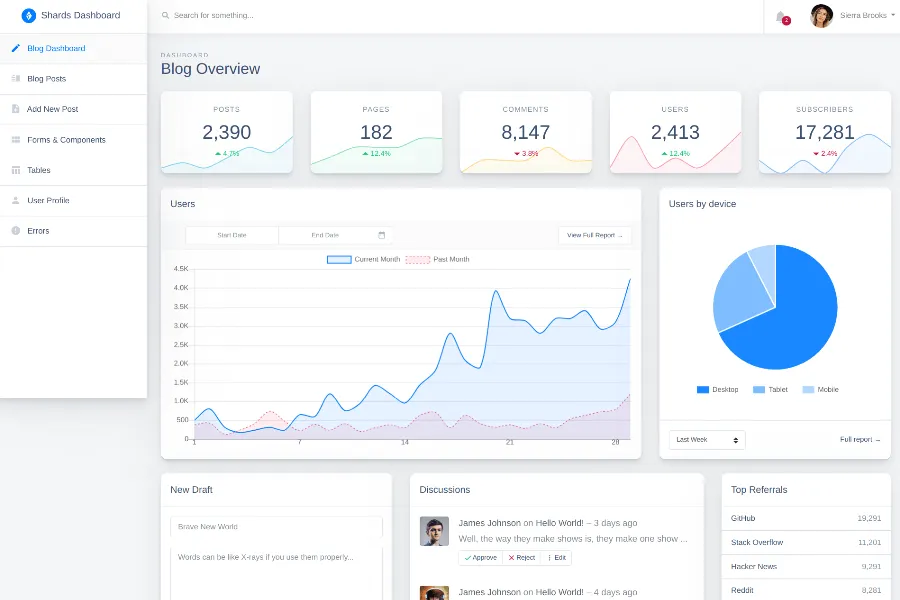 Shards Dashboard
Search for something...
2
Sierra Brooks
Blog Dashboard
Blog Posts
Add New Post
Forms & Components
Tables
User Profile
Errors
DASHBOARD
Blog Overview
POSTS
2,390
4.7%
PAGES
182
12.4%
COMMENTS
8,147
3.8%
USERS
2,413
12.4%
SUBSCRIBERS
17,281
2.4%
Users
Start Date
End Date
View Full Report →
Current Month
Past Month
4.5K
4.0K
3.5K
3.0K
2.5K
2.0K
1.5K
1.0K
500
0
1
7
14
21
28
Users by device
Desktop
Tablet
Mobile
Last Week
Full report →
New Draft
Brave New World
Words can be like X-rays if you use them properly...
Discussions
James Johnson on Hello World! – 3 days ago
Well, the way they make shows is, they make one show ...
Approve
Reject
Edit
James Johnson on Hello World! – 4 days ago
Top Referrals
GitHub 19,291
Stack Overflow 11,201
Hacker News 9,291
Reddit 8,281